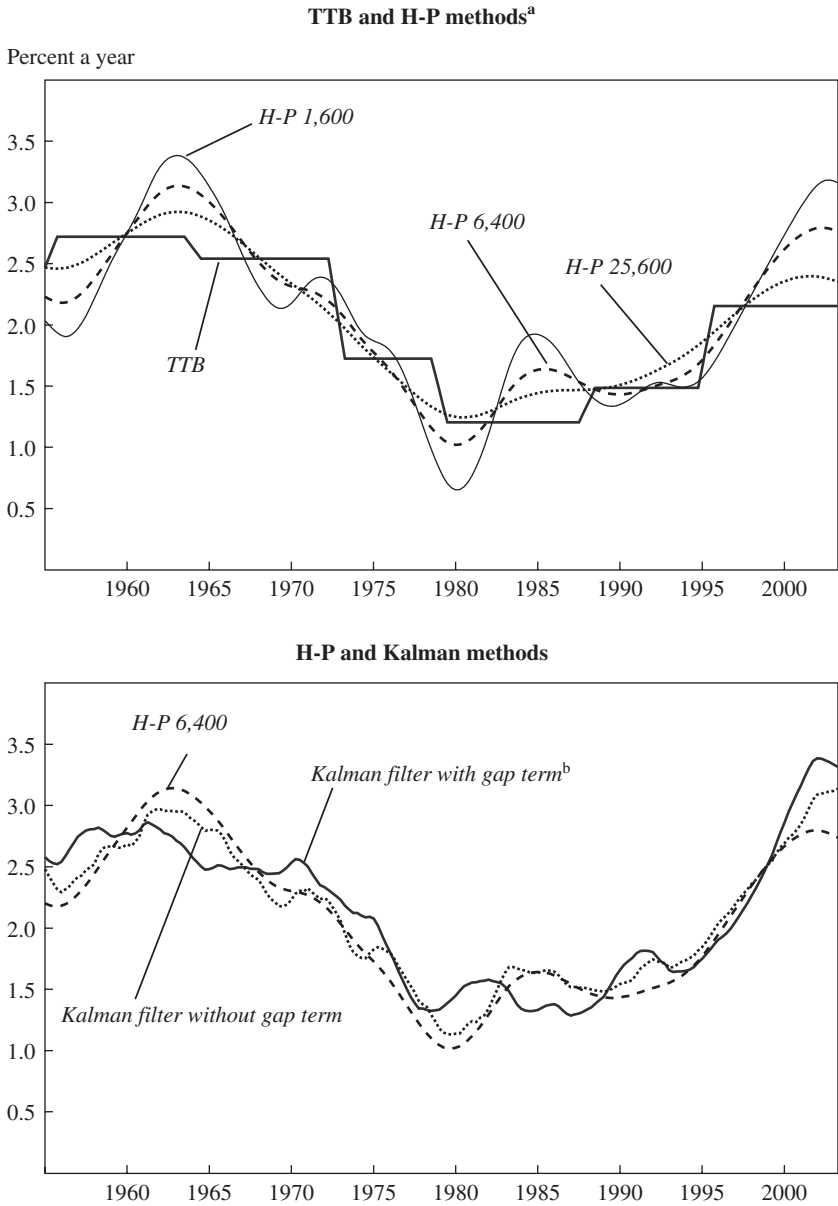 TTB and H-P methodsᵃ
Percent a year
H-P 1,600
3.5
3.0
H-P 6,400
2.5
H-P 25,600
2.0
TTB
1.5
1.0
0.5
1960 1965 1970 1975 1980 1985 1990 1995 2000
H-P and Kalman methods
H-P 6,400
3.5
Kalman filter with gap termᵇ
3.0
2.5
2.0
1.5
Kalman filter without gap term
1.0
0.5
1960 1965 1970 1975 1980 1985 1990 1995 2000